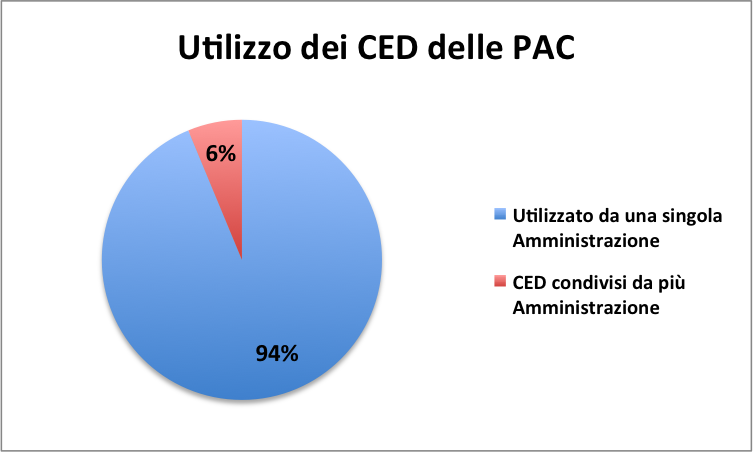 Utilizzo dei CED delle PAC
6%
94%
Utilizzato da una singola
Amministrazione
CED condivisi da più
Amministrazione